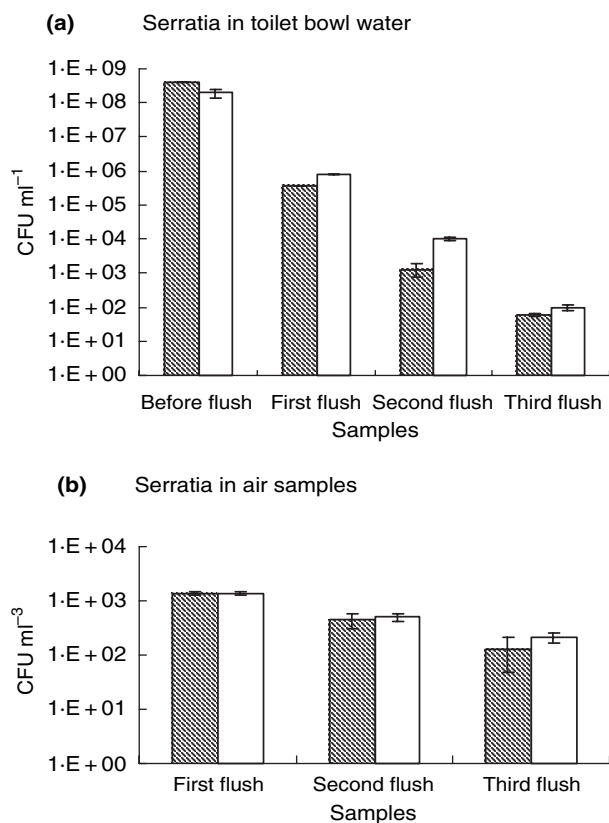 (a) Serratia in toilet bowl water
1·E + 09
1·E + 08
1·E + 07
1·E + 06
1·E + 05
1·E + 04
1·E + 03
1·E + 02
1·E + 01
1·E + 00
CFU ml⁻¹
Before flush First flush Second flush Third flush
Samples
(b) Serratia in air samples
1·E + 04
1·E + 03
1·E + 02
1·E + 01
1·E + 00
CFU ml⁻³
First flush Second flush Third flush
Samples